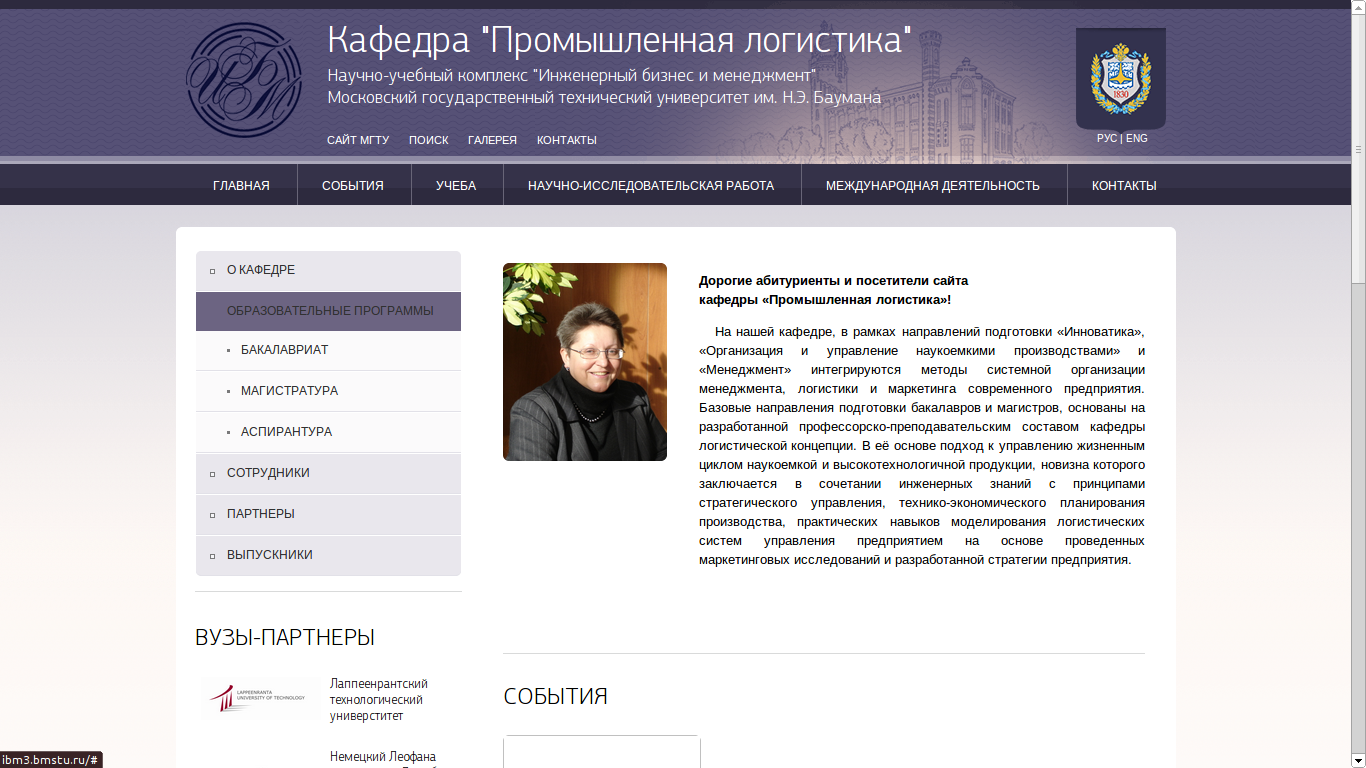 Кафедра "Промышленная логистика"
Научно-учебный комплекс "Инженерный бизнес и менеджмент"
Московский государственный технический университет им. Н.Э. Баумана
САЙТ МГТУ ПОИСК ГАЛЕРЕЯ КОНТАКТЫ
1830
РУС | ENG
ГЛАВНАЯ СОБЫТИЯ УЧЕБА НАУЧНО-ИССЛЕДОВАТЕЛЬСКАЯ РАБОТА МЕЖДУНАРОДНАЯ ДЕЯТЕЛЬНОСТЬ КОНТАКТЫ
О КАФЕДРЕ
ОБРАЗОВАТЕЛЬНЫЕ ПРОГРАММЫ
БАКАЛАВРИАТ
МАГИСТРАТУРА
АСПИРАНТУРА
СОТРУДНИКИ
ПАРТНЕРЫ
ВЫПУСКНИКИ
ВУЗЫ-ПАРТНЕРЫ
LAPPEENRANTA
UNIVERSITY OF TECHNOLOGY
Лаппеенрантский
технологический
университет
Немецкий Леофана
Дорогие абитуриенты и посетители сайта
кафедры «Промышленная логистика»!
На нашей кафедре, в рамках направлений подготовки «Инноватика»,
«Организация и управление наукоемкими производствами» и
«Менеджмент» интегрируются методы системной организации
менеджмента, логистики и маркетинга современного предприятия.
Базовые направления подготовки бакалавров и магистров, основаны на
разработанной профессорско-преподавательским составом кафедры
логистической концепции. В её основе подход к управлению жизненным
циклом наукоемкой и высокотехнологичной продукции, новизна которого
заключается в сочетании инженерных знаний с принципами
стратегического управления, технико-экономического планирования
производства, практических навыков моделирования логистических
систем управления предприятием на основе проведенных
маркетинговых исследований и разработанной стратегии предприятия.
СОБЫТИЯ
ibm3.bmstu.ru/#